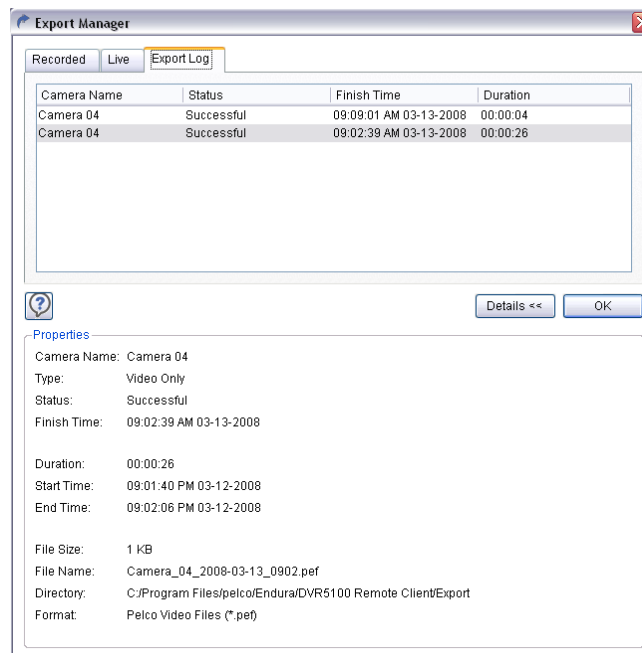 Export Manager
Recorded Live Export Log
Camera Name Status Finish Time Duration
Camera 04 Successful 09:09:01 AM 03-13-2008 00:00:04
Camera 04 Successful 09:02:39 AM 03-13-2008 00:00:26
Details << OK
Properties
Camera Name: Camera 04
Type: Video Only
Status: Successful
Finish Time: 09:02:39 AM 03-13-2008
Duration: 00:00:26
Start Time: 09:01:40 PM 03-12-2008
End Time: 09:02:06 PM 03-12-2008
File Size: 1 KB
File Name: Camera_04_2008-03-13_0902.pef
Directory: C:/Program Files/pelco/Endura/DVR5100 Remote Client/Export
Format: Pelco Video Files (*.pef)